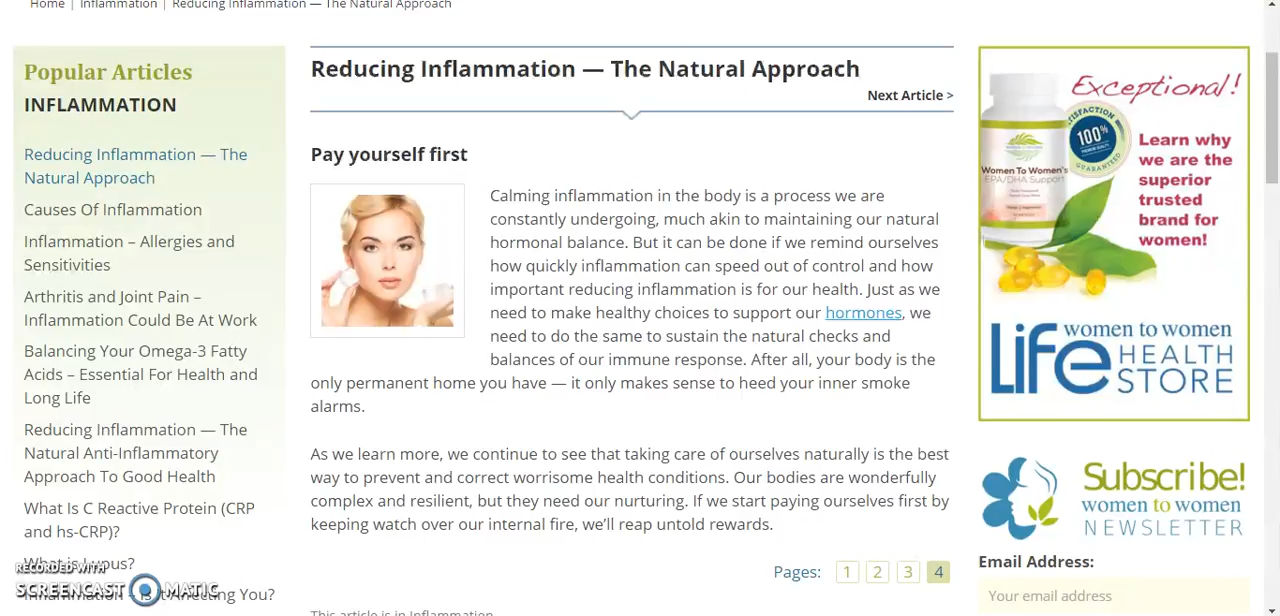 Home | Inflammation | Reducing Inflammation — The Natural Approach
Popular Articles
INFLAMMATION
Reducing Inflammation — The
Natural Approach
Causes Of Inflammation
Inflammation – Allergies and
Sensitivities
Arthritis and Joint Pain –
Inflammation Could Be At Work
Balancing Your Omega-3 Fatty
Acids – Essential For Health and
Long Life
Reducing Inflammation — The
Natural Anti-Inflammatory
Approach To Good Health
What Is C Reactive Protein (CRP
and hs-CRP)?
What is Lupus?
Inflammation – Is It Affecting You?
RECORDED WITH
SCREENCAST MATIC
Reducing Inflammation — The Natural Approach
Next Article >
Pay yourself first
Calming inflammation in the body is a process we are
constantly undergoing, much akin to maintaining our natural
hormonal balance. But it can be done if we remind ourselves
how quickly inflammation can speed out of control and how
important reducing inflammation is for our health. Just as we
need to make healthy choices to support our hormones, we
need to do the same to sustain the natural checks and
balances of our immune response. After all, your body is the
only permanent home you have — it only makes sense to heed your inner smoke
alarms.
As we learn more, we continue to see that taking care of ourselves naturally is the best
way to prevent and correct worrisome health conditions. Our bodies are wonderfully
complex and resilient, but they need our nurturing. If we start paying ourselves first by
keeping watch over our internal fire, we’ll reap untold rewards.
Pages: 1 2 3 4
This article is in Inflammation
Exceptional!
SATISFACTION
100%
GUARANTEED
Women To Women's
EPA/DHA Support
Learn why
we are the
superior
trusted
brand for
women!
Life women to women
HEALTH
STORE
Subscribe!
women to women
NEWSLETTER
Email Address:
Your email address